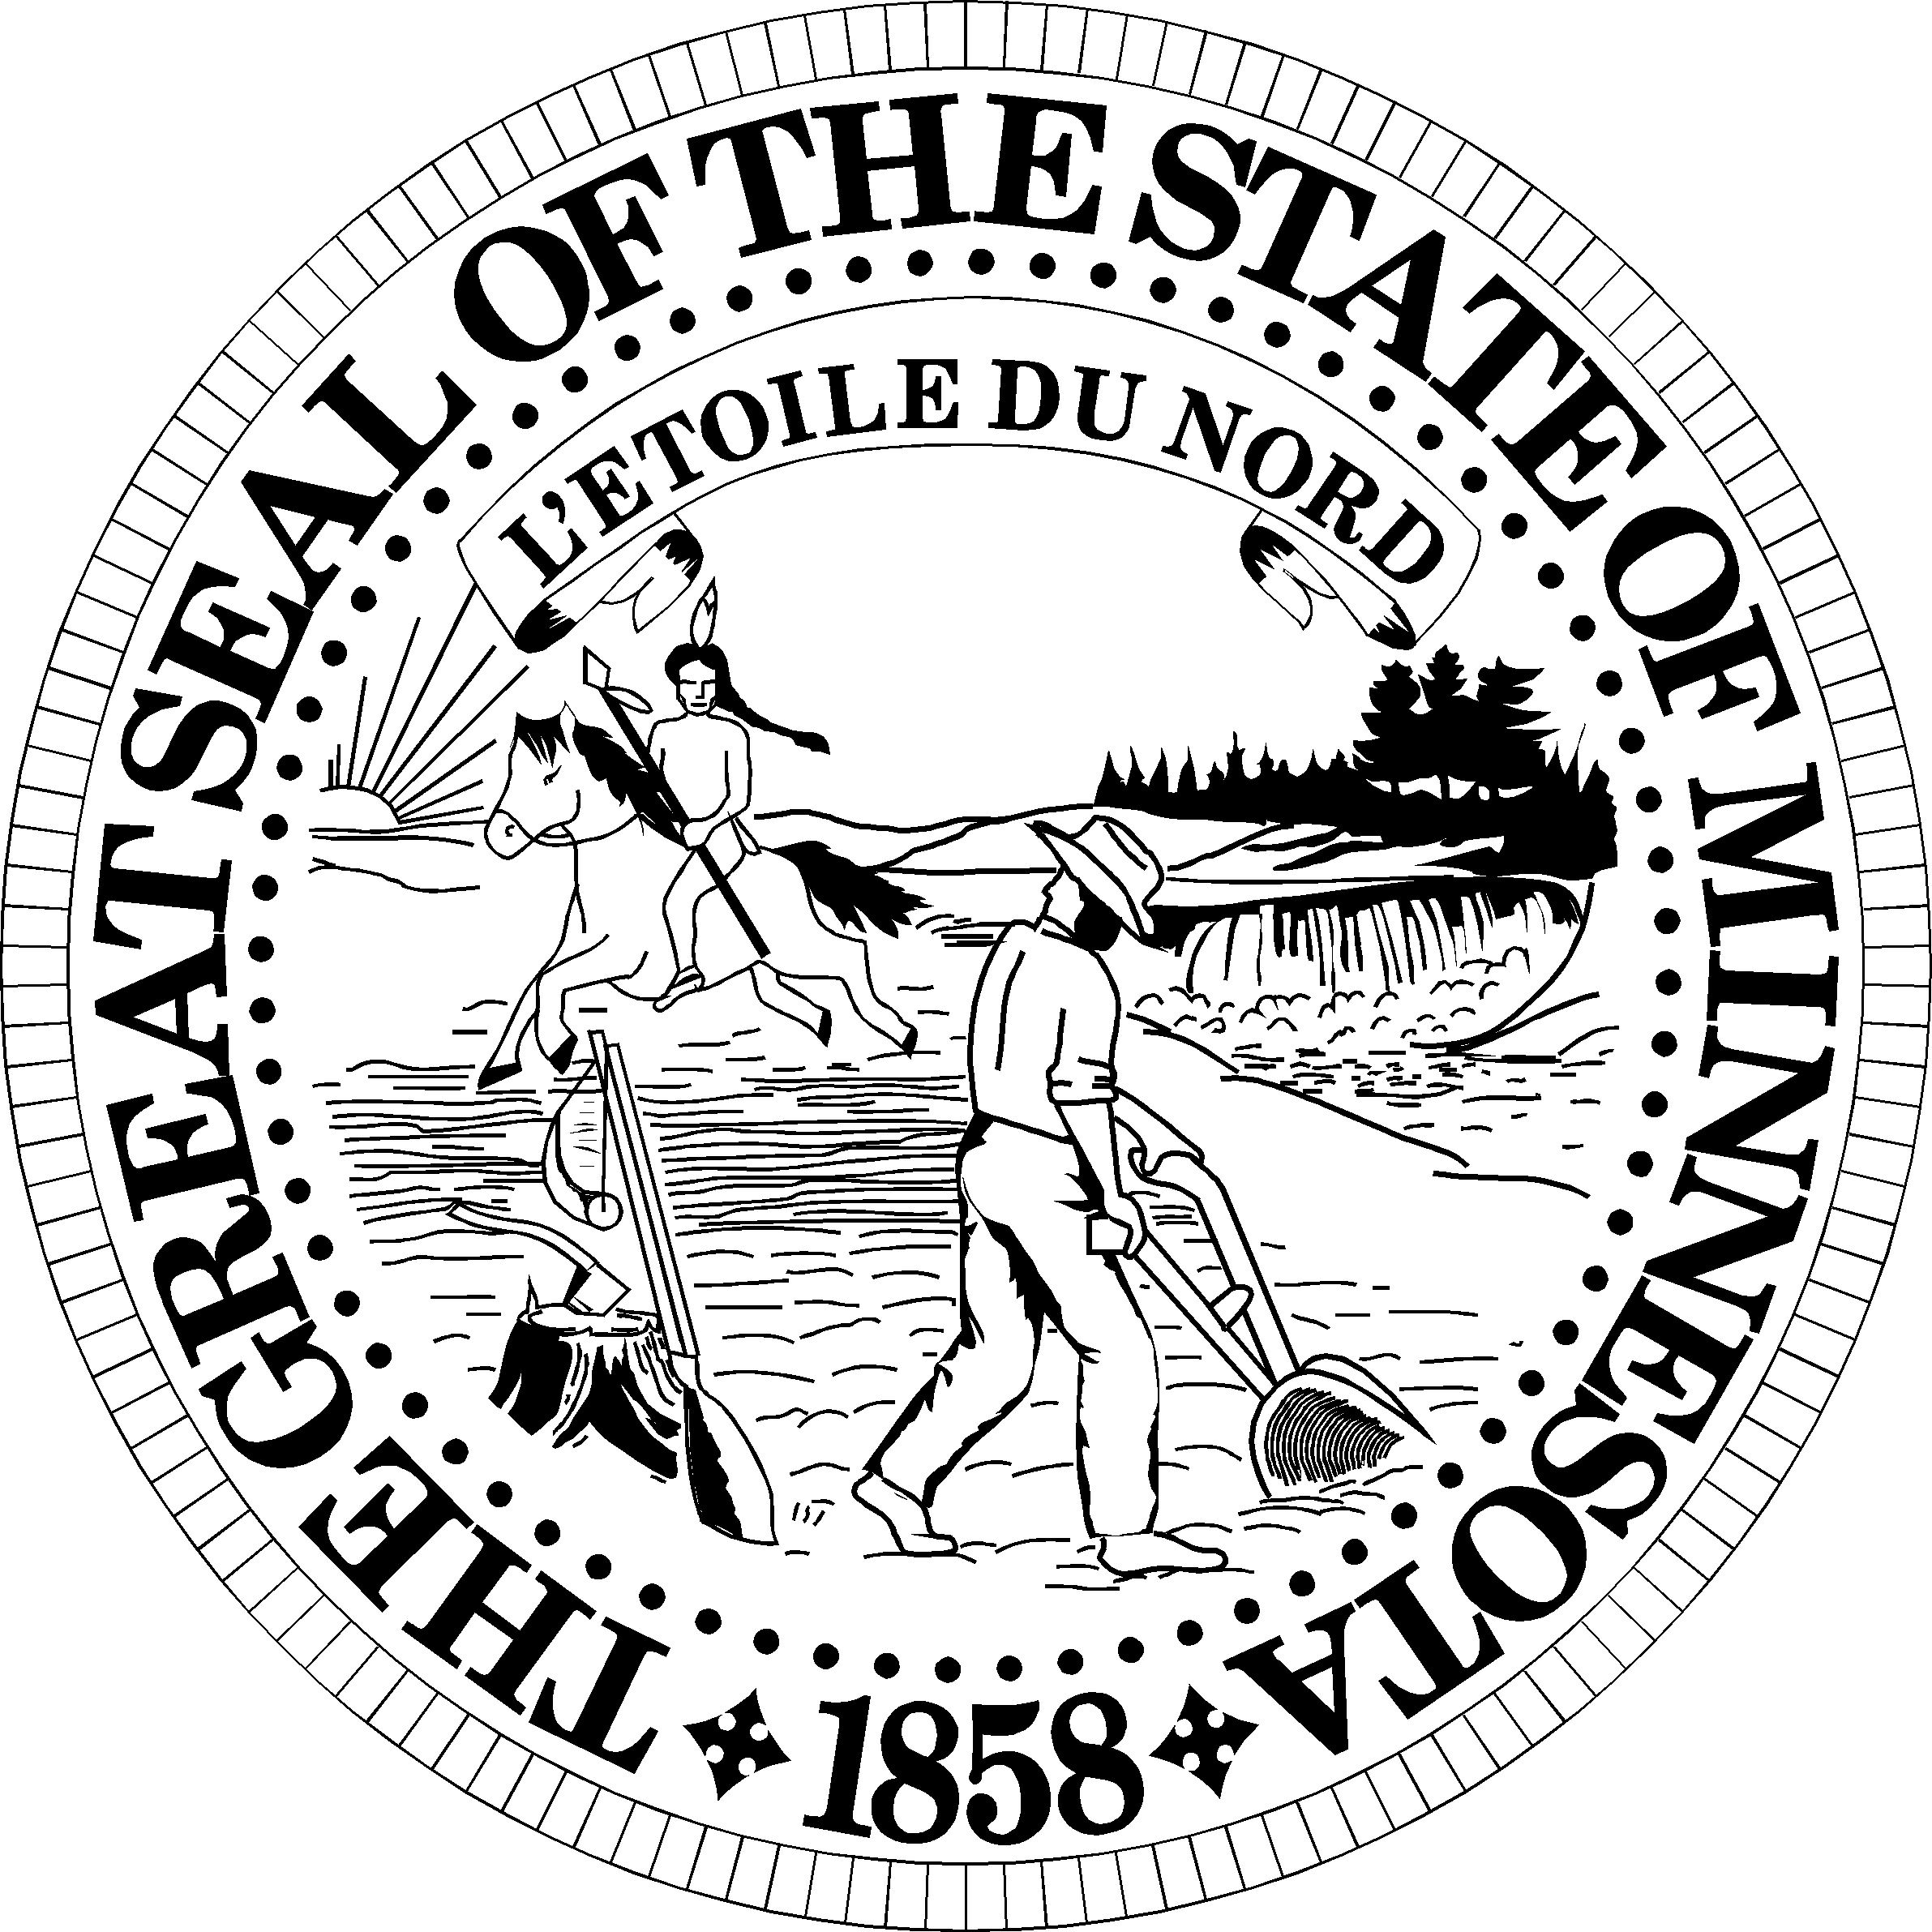 THE GREAT SEAL OF THE STATE OF MINNESOTA
L'ETOILE DU NORD
1858